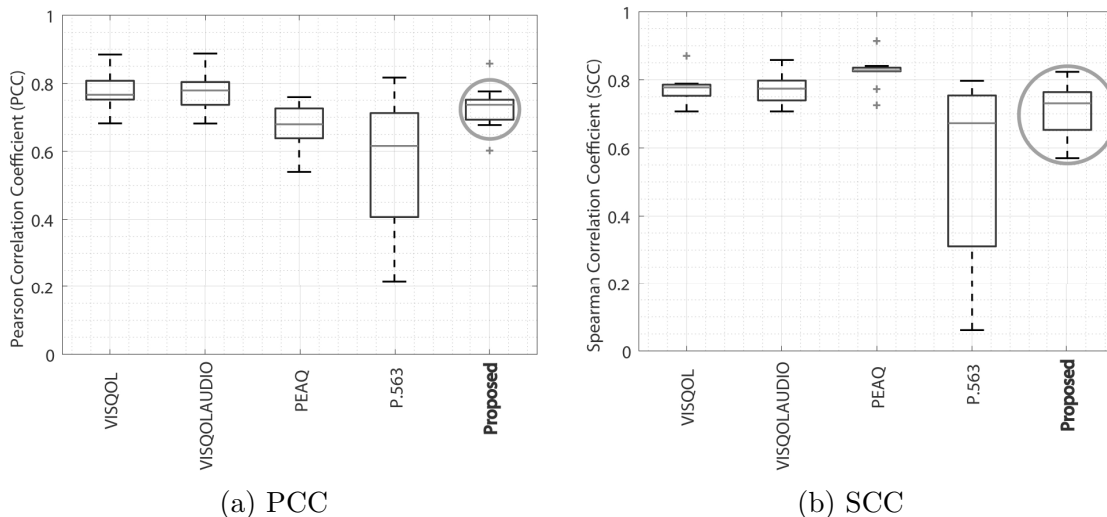 Pearson Correlation Coefficient (PCC)
1
0.8
0.6
0.4
0.2
0
VISQOL
VISQOLAUDIO
PEAQ
P.563
Proposed
(a) PCC
Spearman Correlation Coefficient (SCC)
1
0.8
0.6
0.4
0.2
0
VISQOL
VISQOLAUDIO
PEAQ
P.563
Proposed
(b) SCC